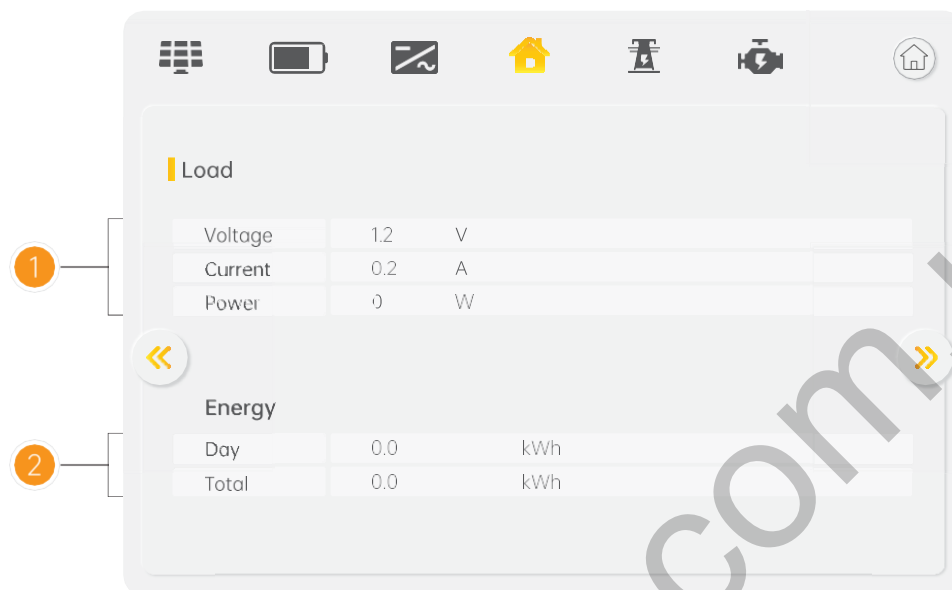 Load
Voltage 1.2 V
1
Current 0.2 A
Power 0 W
Energy
Day 0.0 kWh
2
Total 0.0 kWh
com